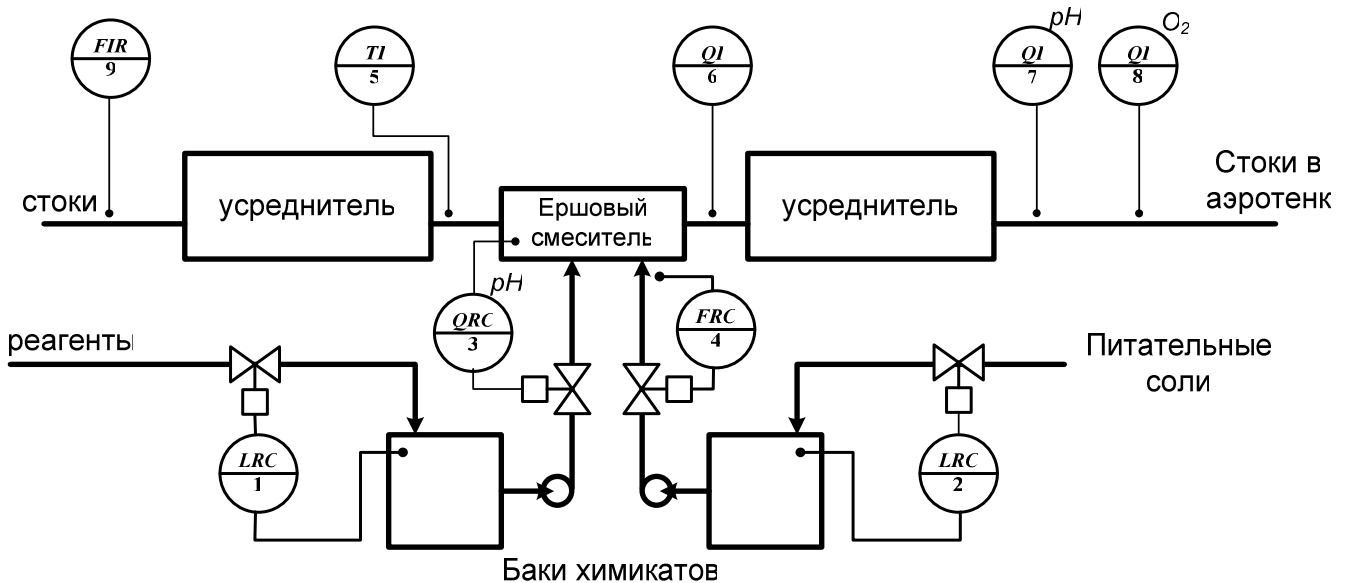 pH
O2
FIR
9
TI
5
QI
6
QI
7
QI
8
стоки
усреднитель
Ершовый
смеситель
усреднитель
Стоки в
аэротенк
pH
QRC
3
FRC
4
реагенты
Питательные
соли
LRC
1
LRC
2
Баки химикатов